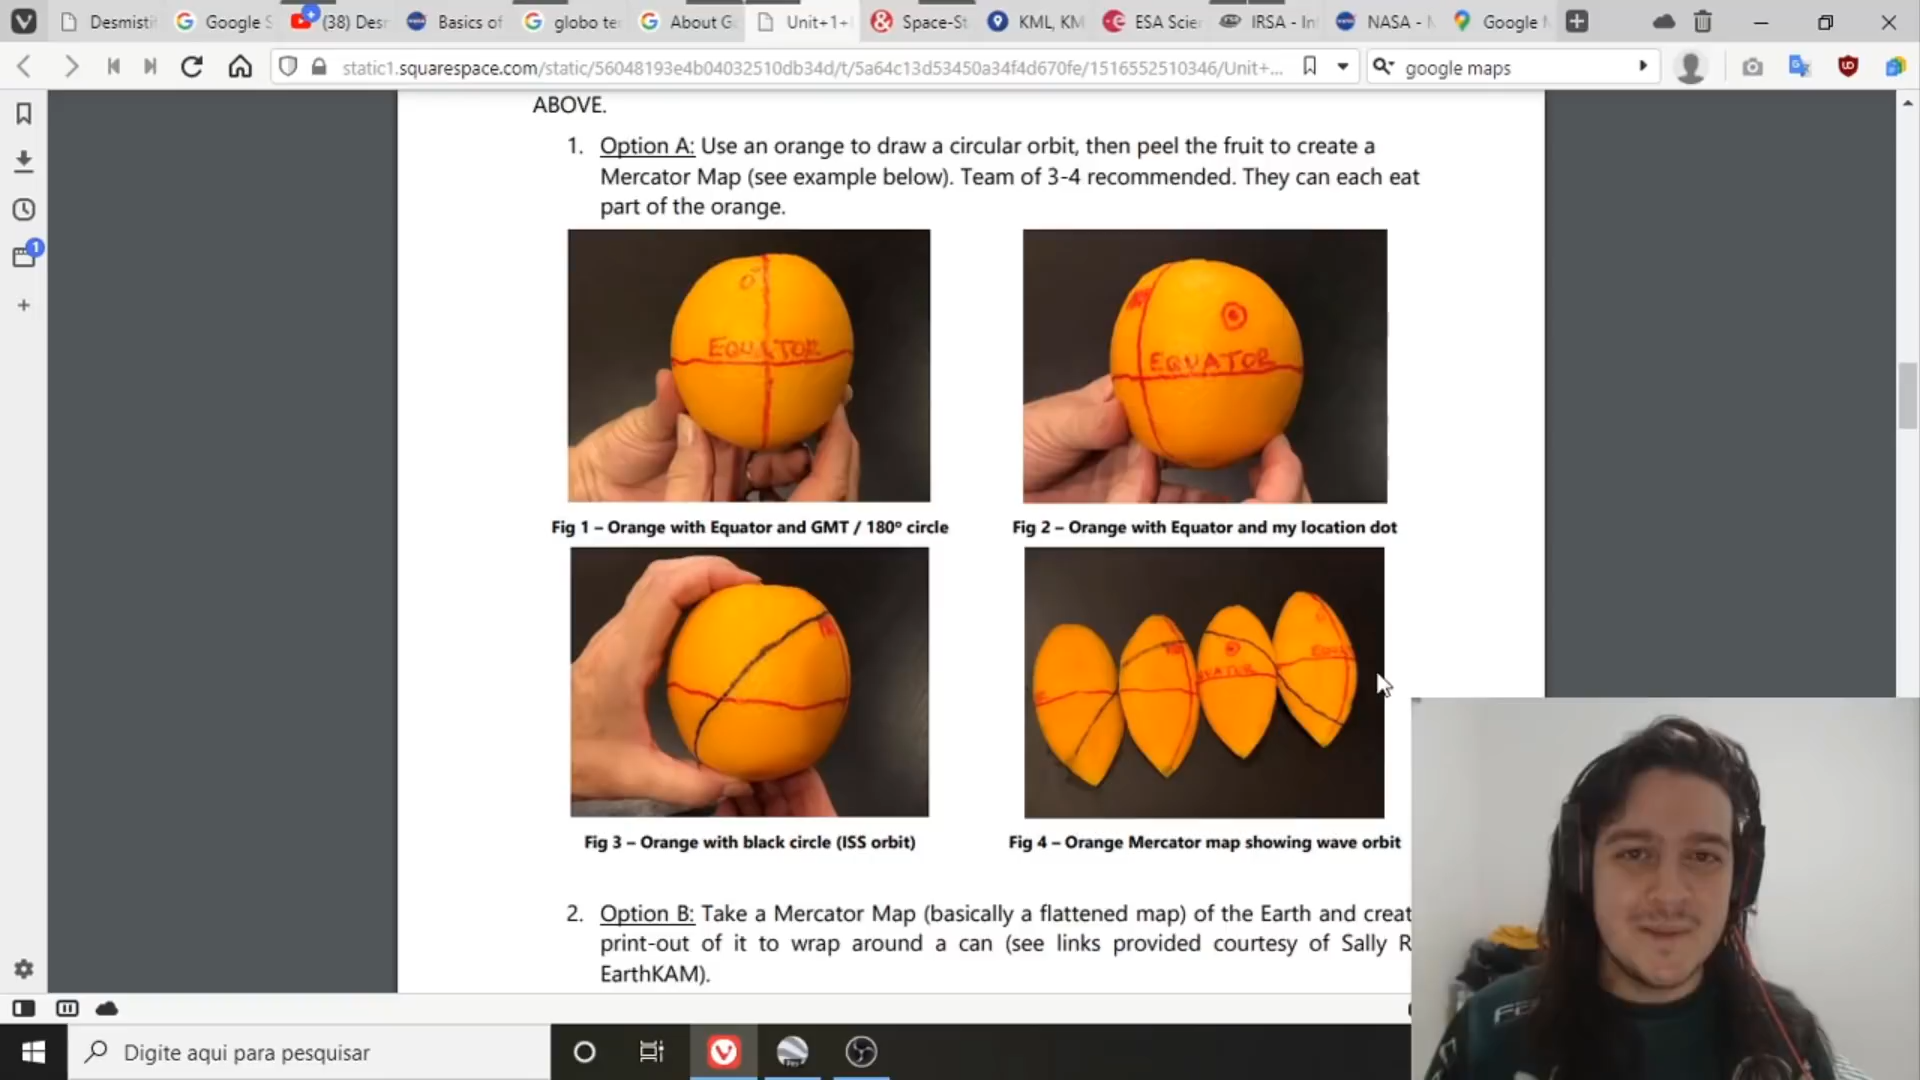 Desmisti
Google S
(38) Desm
Basics of
globo te
About G
Unit+1+
Space-St
KML, KM
ESA Scie
IRSA - In
NASA - N
Google M
static1.squarespace.com/static/56048193e4b04032510db34d/t/5a64c13d53450a34f4d670fe/1516552510346/Unit+...
google maps
1
ABOVE.
1. Option A: Use an orange to draw a circular orbit, then peel the fruit to create a
Mercator Map (see example below). Team of 3-4 recommended. They can each eat
part of the orange.
0°
EQUATOR
EQUATOR
Fig 1 – Orange with Equator and GMT / 180º circle
Fig 2 – Orange with Equator and my location dot
UATOR
EQU
Fig 3 – Orange with black circle (ISS orbit)
Fig 4 – Orange Mercator map showing wave orbit
2. Option B: Take a Mercator Map (basically a flattened map) of the Earth and creat
print-out of it to wrap around a can (see links provided courtesy of Sally R
EarthKAM).
Digite aqui para pesquisar